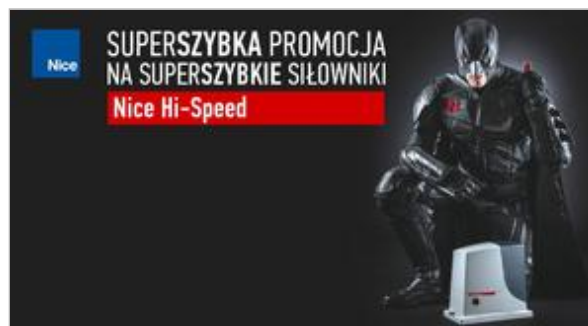 Nice
SUPERSZYBKA PROMOCJA
NA SUPERSZYBKIE SIŁOWNIKI
Nice Hi-Speed